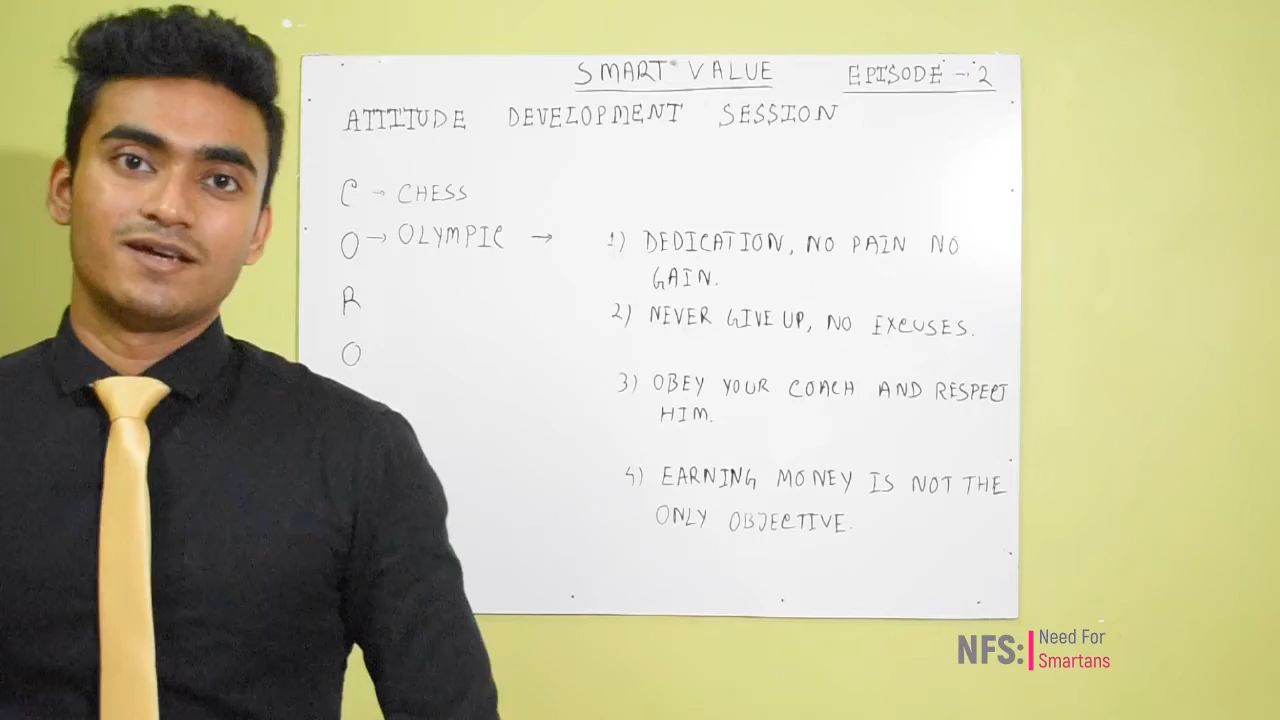 SMART VALUE EPISODE - 2
ATTITUDE DEVELOPMENT SESSION
C → CHESS
O → OLYMPIC → 1) DEDICATION, NO PAIN NO
GAIN.
R
2) NEVER GIVE UP, NO EXCUSES.
O
3) OBEY YOUR COACH AND RESPECT
HIM.
4) EARNING MONEY IS NOT THE
ONLY OBJECTIVE.
NFS: Need For
Smartans